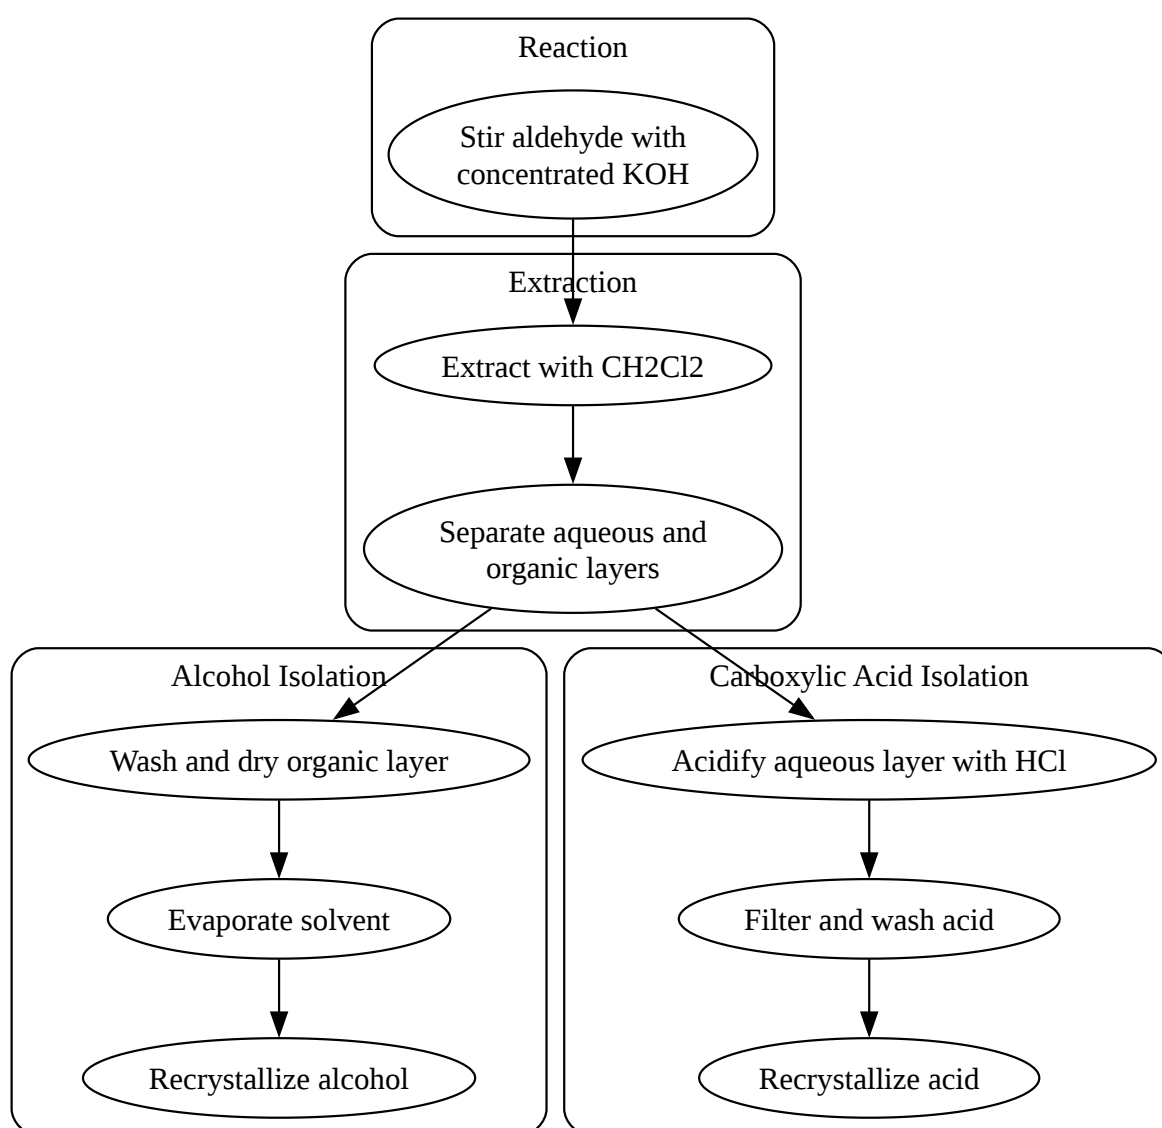 Reaction
Stir aldehyde with
concentrated KOH
Extraction
Extract with CH2Cl2
Separate aqueous and
organic layers
Alcohol Isolation
Wash and dry organic layer
Evaporate solvent
Recrystallize alcohol
Carboxylic Acid Isolation
Acidify aqueous layer with HCl
Filter and wash acid
Recrystallize acid